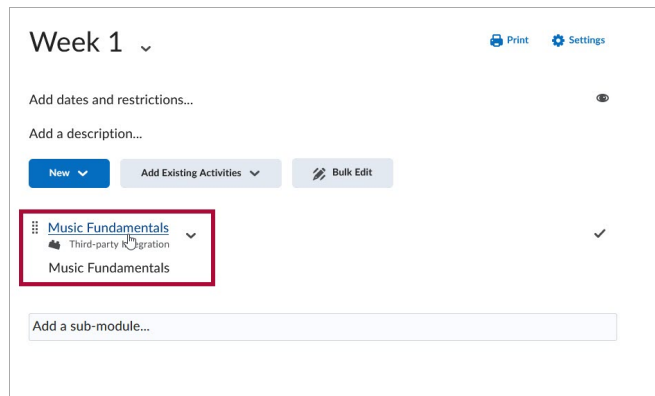 Week 1
Print
Settings
Add dates and restrictions...
Add a description...
New
Add Existing Activities
Bulk Edit
Music Fundamentals
Third-party
Music Fundamentals
Add a sub-module...